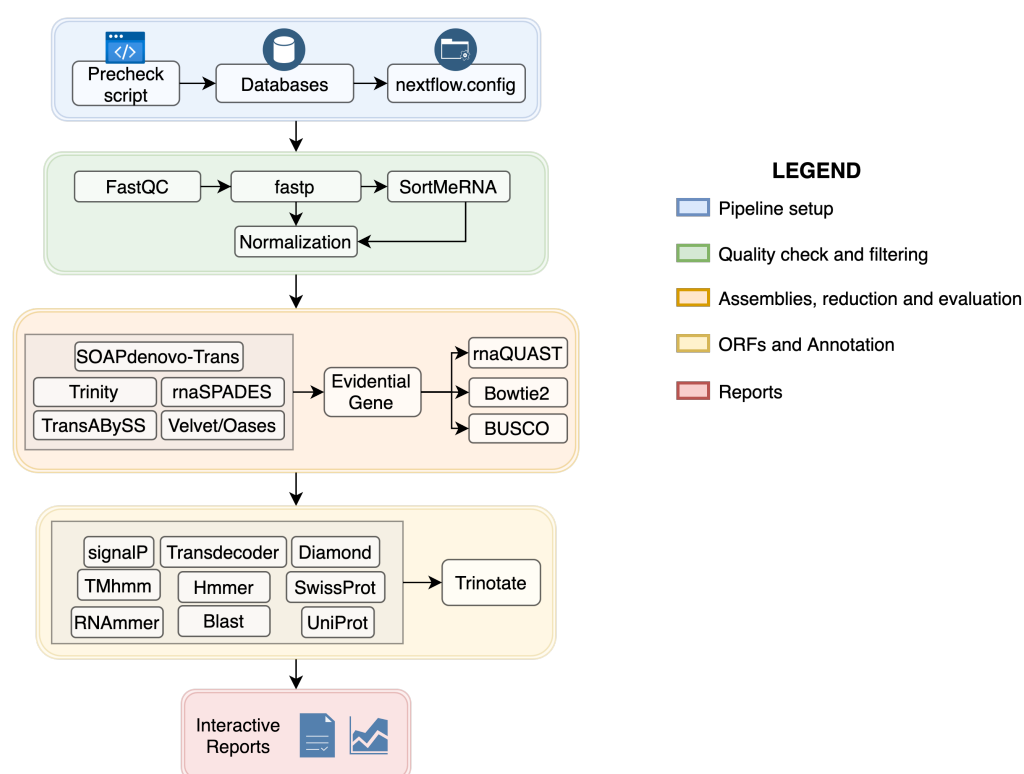 Precheck
script
Databases
nextflow.config
FastQC
fastp
SortMeRNA
Normalization
LEGEND
Pipeline setup
Quality check and filtering
Assemblies, reduction and evaluation
ORFs and Annotation
Reports
SOAPdenovo-Trans
Trinity
rnaSPADES
TransABySS
Velvet/Oases
Evidential
Gene
rnaQUAST
Bowtie2
BUSCO
signalP
Transdecoder
Diamond
TMhmm
Hmmer
SwissProt
RNAmmer
Blast
UniProt
Trinotate
Interactive
Reports